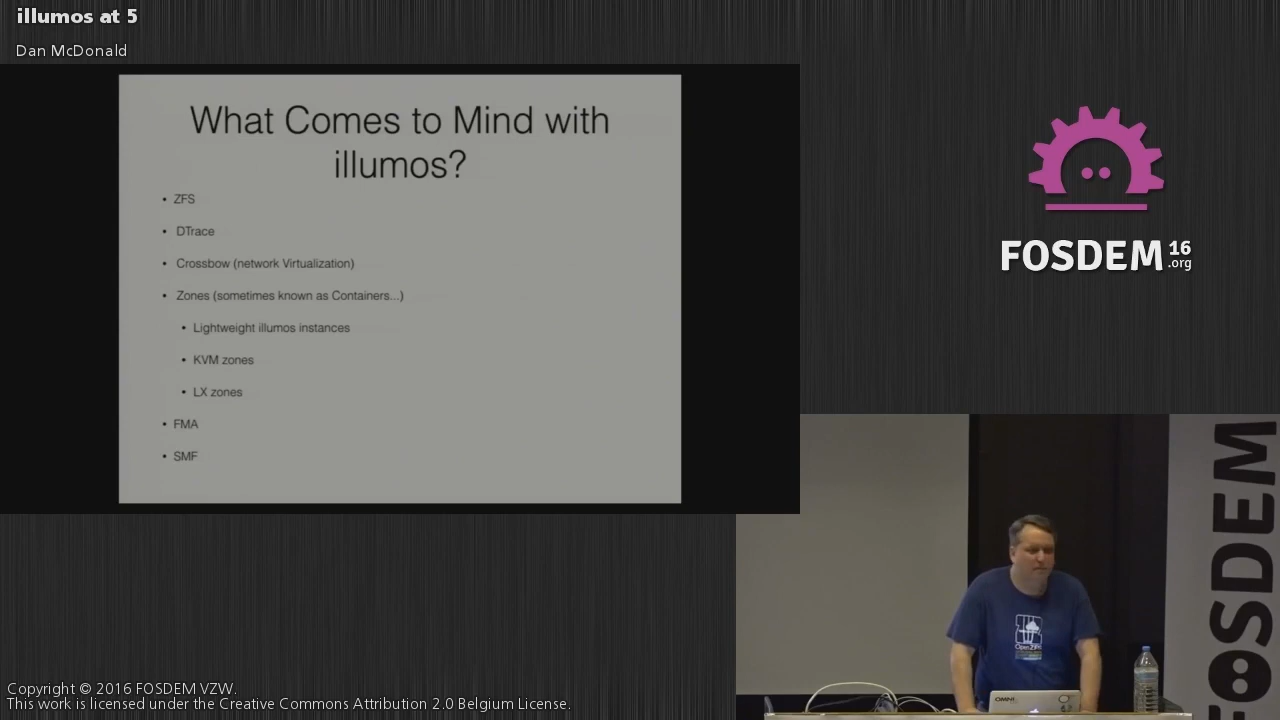 illumos at 5
Dan McDonald
What Comes to Mind with
illumos?
• ZFS
• DTrace
• Crossbow (network Virtualization)
• Zones (sometimes known as Containers...)
• Lightweight illumos instances
• KVM zones
• LX zones
• FMA
• SMF
FOSDEM 16
.org
FOSDEM
OpenZFS
OMNI
Copyright © 2016 FOSDEM VZW.
This work is licensed under the Creative Commons Attribution 2. Belgium License.